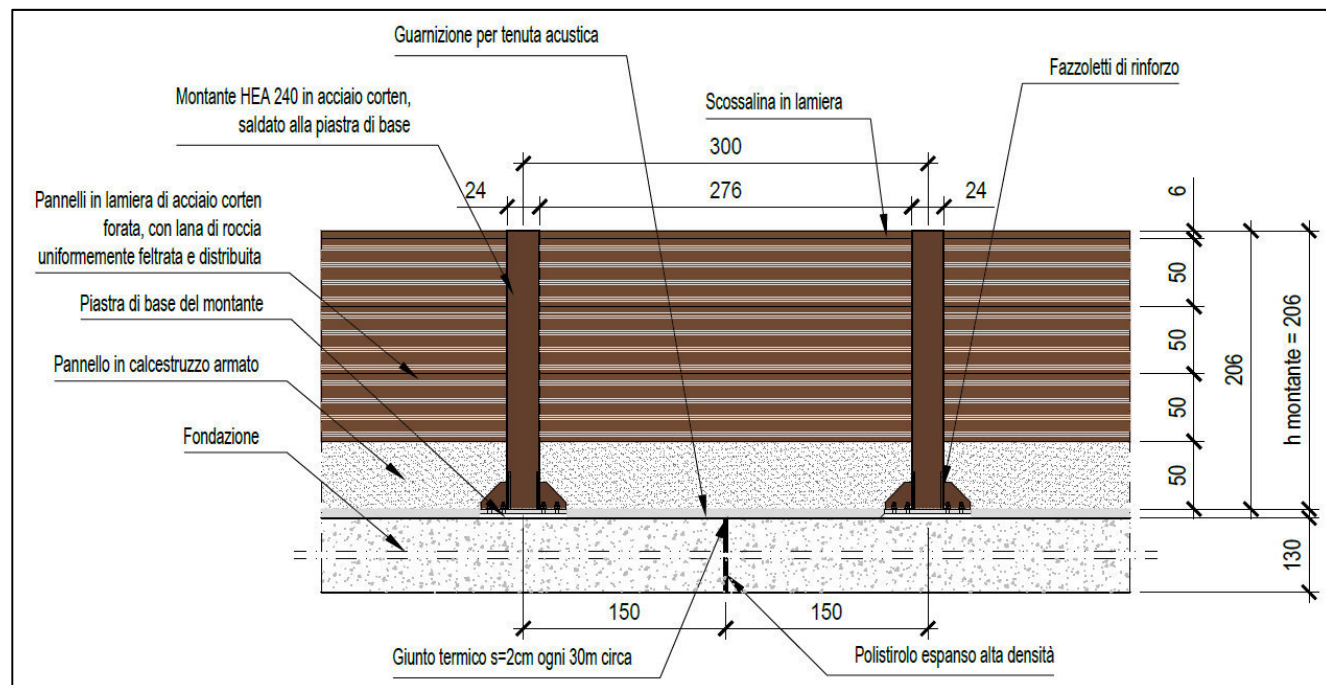 Guarnizione per tenuta acustica
Fazzoletti di rinforzo
Montante HEA 240 in acciaio corten,
saldato alla piastra di base
Scossalina in lamiera
300
24
276
24
6
Pannelli in lamiera di acciaio corten
forata, con lana di roccia
uniformemente feltrata e distribuita
Piastra di base del montante
Pannello in calcestruzzo armato
Fondazione
50
50
50
50
206
h montante = 206
130
150
150
Giunto termico s=2cm ogni 30m circa
Polistirolo espanso alta densità